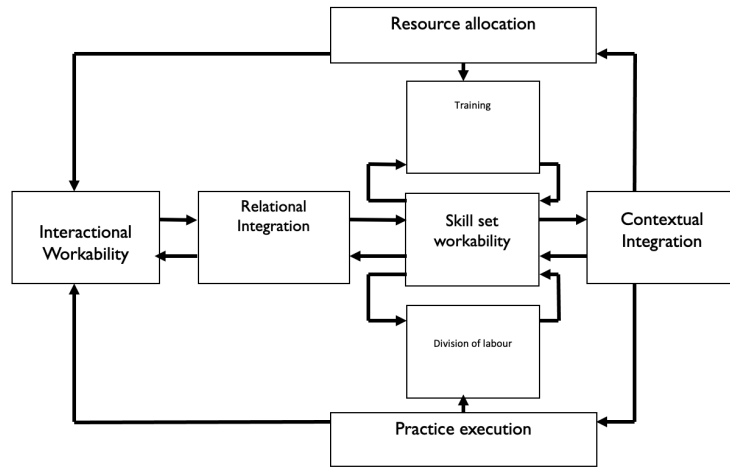 Resource allocation
Training
Interactional
Workability
Relational
Integration
Skill set
workability
Contextual
Integration
Division of labour
Practice execution